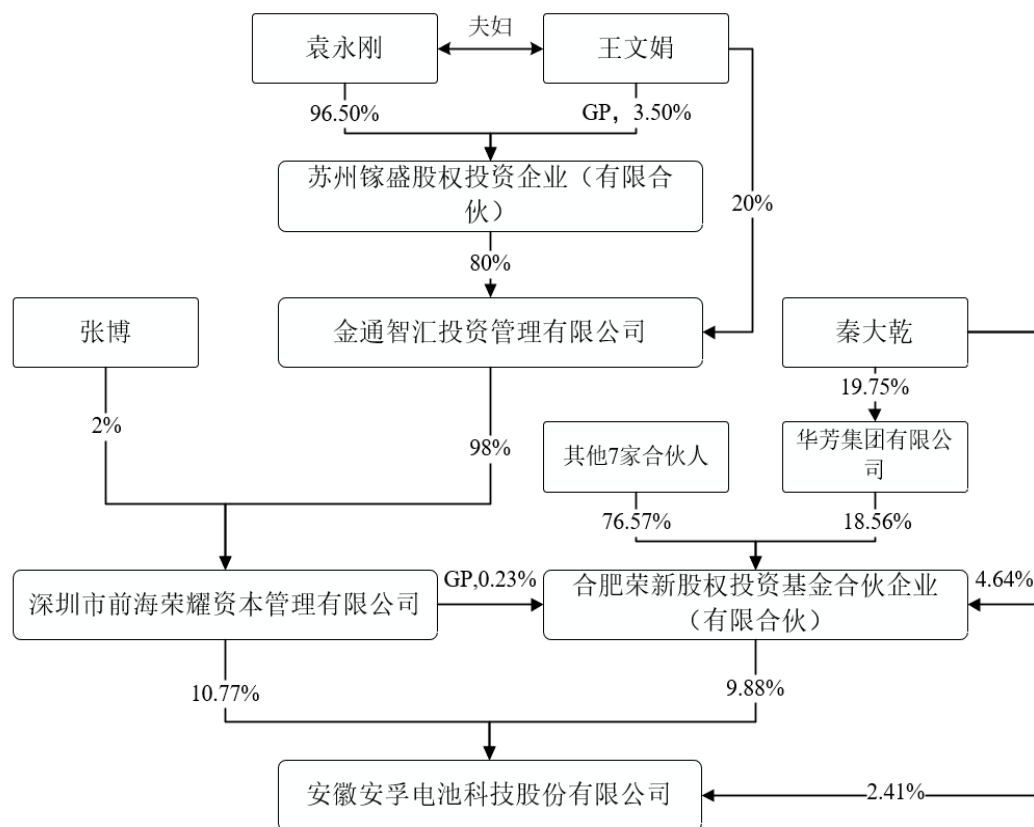 夫妇
袁永刚
王文娟
96.50%
GP，3.50%
苏州镓盛股权投资企业（有限合
伙）
20%
80%
张博
金通智汇投资管理有限公司
秦大乾
19.75%
2%
98%
其他7家合伙人
华芳集团有限公
司
76.57%
18.56%
深圳市前海荣耀资本管理有限公司
GP,0.23%
合肥荣新股权投资基金合伙企业
（有限合伙）
4.64%
10.77%
9.88%
安徽安孚电池科技股份有限公司
2.41%